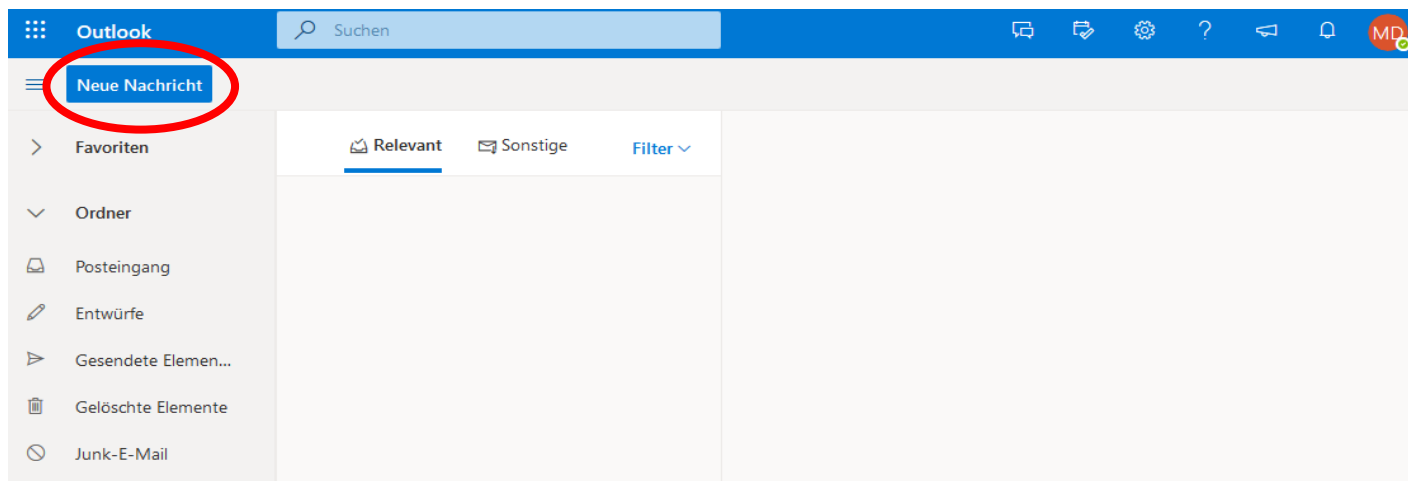 Outlook
Suchen
MD
Neue Nachricht
Favoriten
Relevant
Sonstige
Filter
Ordner
Posteingang
Entwürfe
Gesendete Elemen...
Gelöschte Elemente
Junk-E-Mail